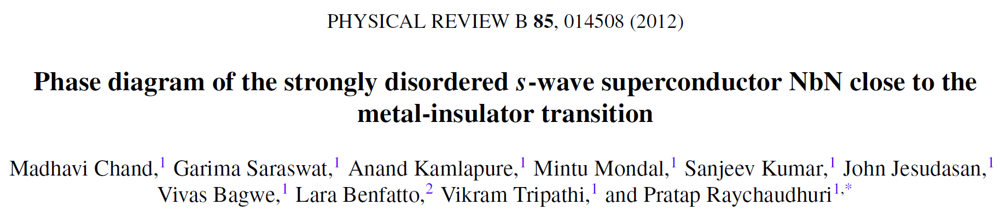 PHYSICAL REVIEW B 85, 014508 (2012)
Phase diagram of the strongly disordered s-wave superconductor NbN close to the
metal-insulator transition
Madhavi Chand,1 Garima Saraswat,1 Anand Kamlapure,1 Mintu Mondal,1 Sanjeev Kumar,1 John Jesudasan,1
Vivas Bagwe,1 Lara Benfatto,2 Vikram Tripathi,1 and Pratap Raychaudhuri1,*